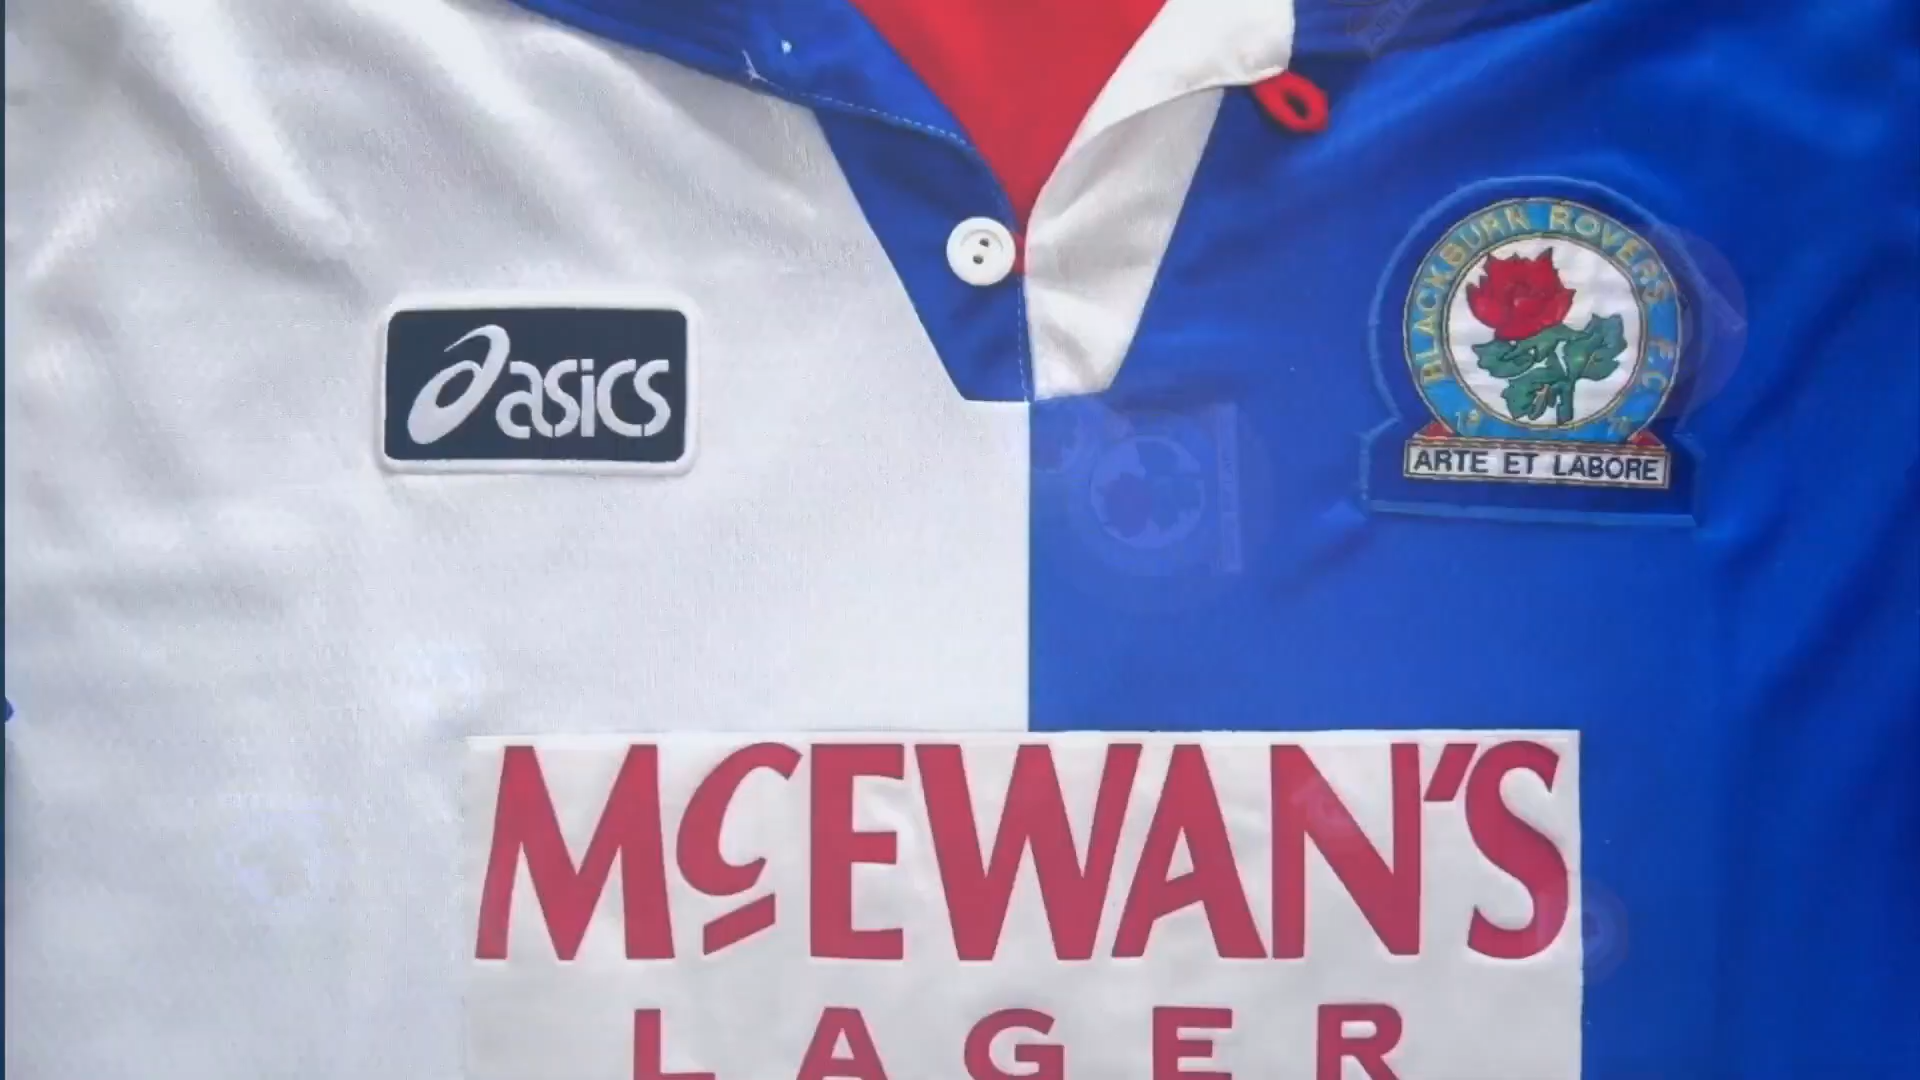 BLACKBURN ROVERS F.C.
asics
ARTE ET LABORE
McEWAN'S
LAGER